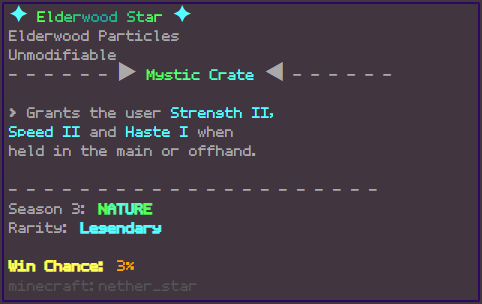 ✦ Elderwood Star ✦
Elderwood Particles
Unmodifiable
- - - - - - ▶ Mystic Crate ◀ - - - - - -
> Grants the user Strength II,
Speed II and Haste I when
held in the main or offhand.
- - - - - - - - - - - - - - - - - - - - - -
Season 3: NATURE
Rarity: Legendary
Win Chance: 3%
minecraft:nether_star